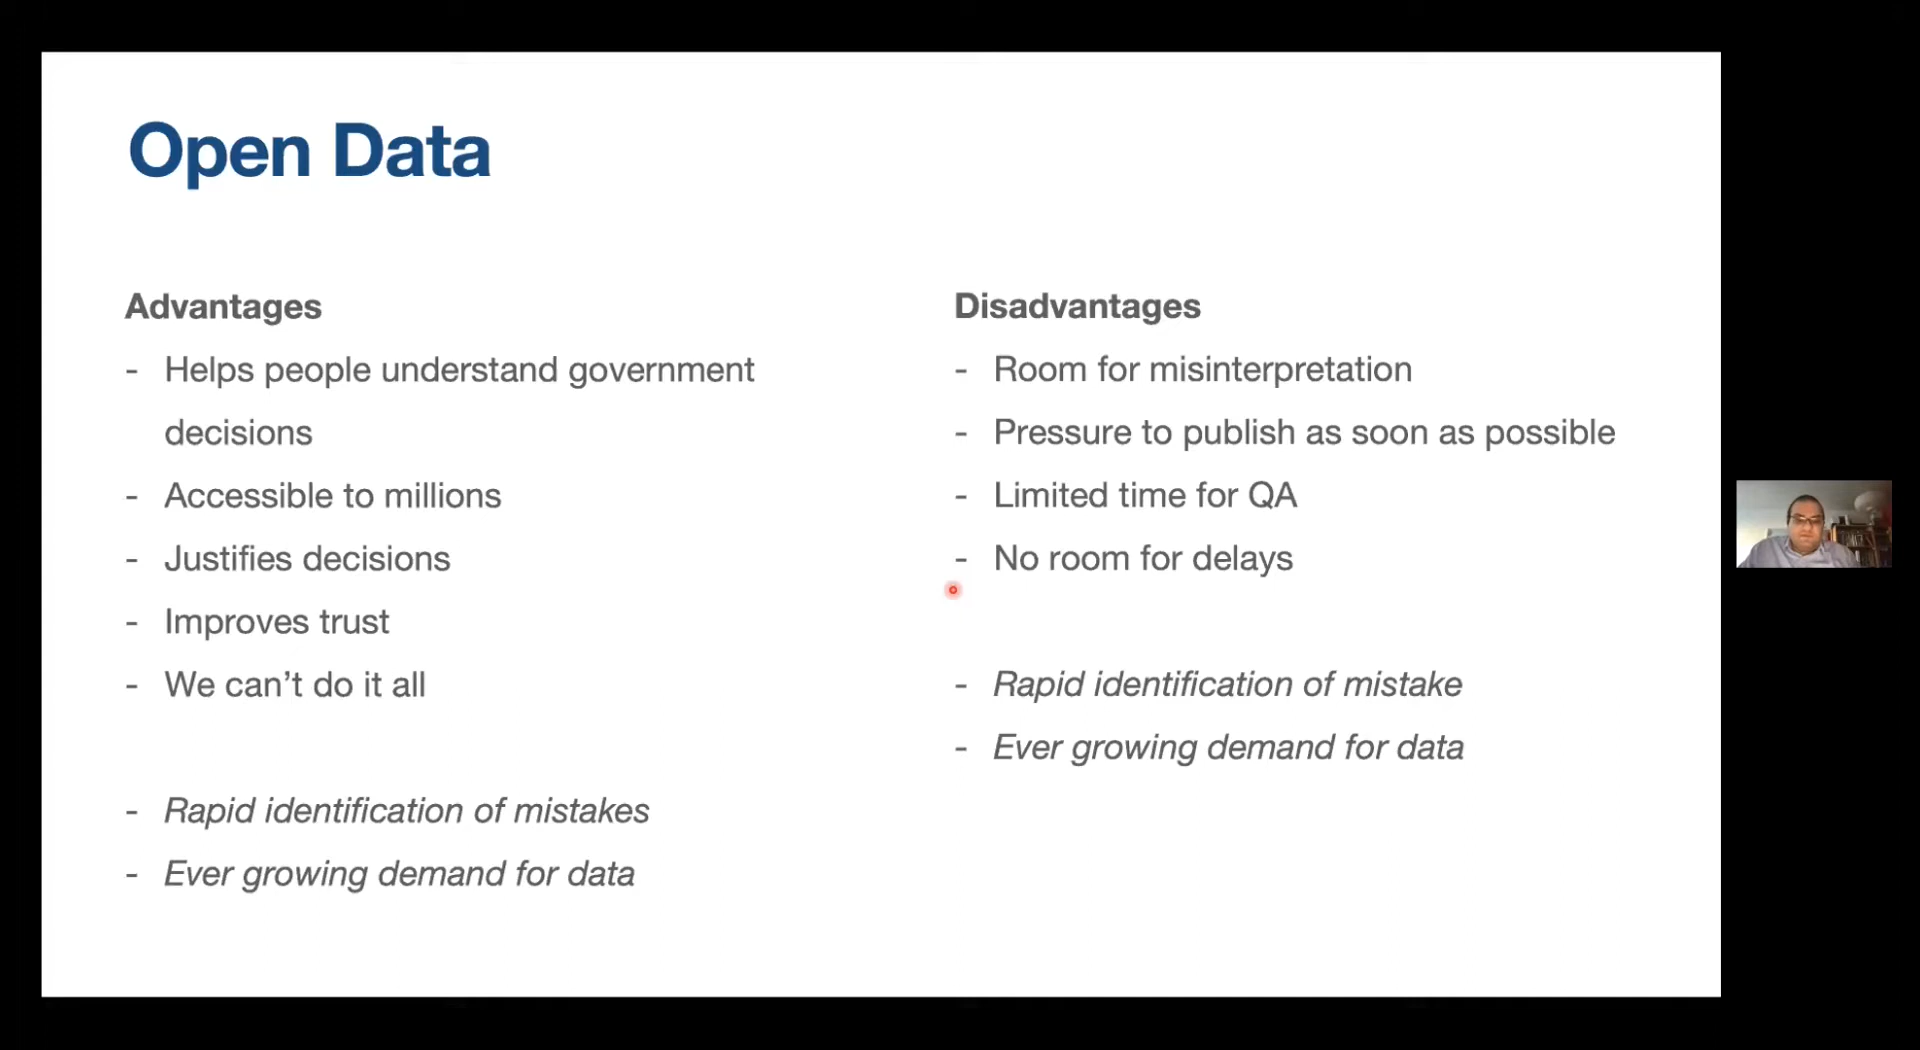 Open Data
Advantages
- Helps people understand government
decisions
- Accessible to millions
- Justifies decisions
- Improves trust
- We can’t do it all
- Rapid identification of mistakes
- Ever growing demand for data
Disadvantages
- Room for misinterpretation
- Pressure to publish as soon as possible
- Limited time for QA
- No room for delays
- Rapid identification of mistake
- Ever growing demand for data